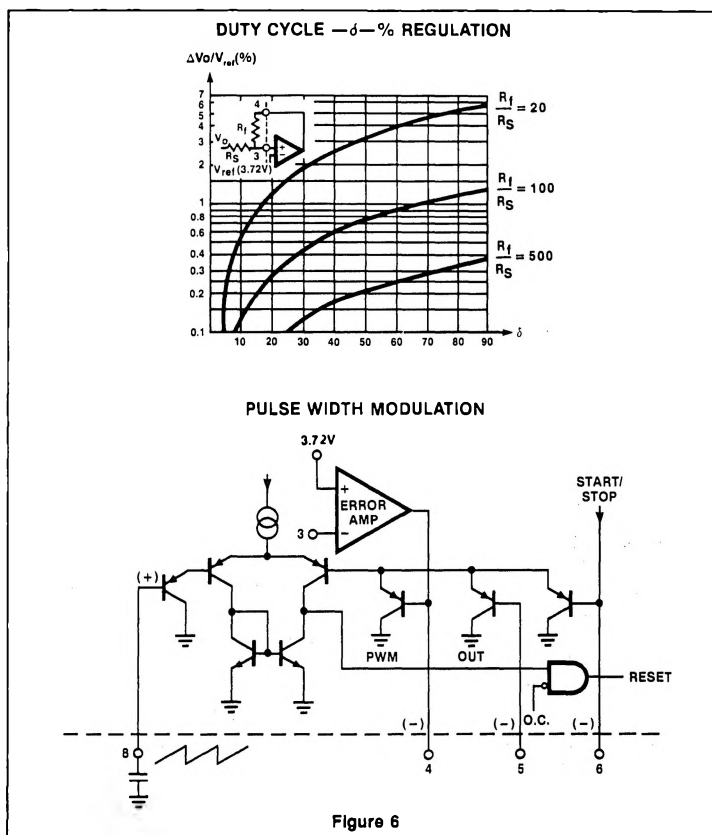 DUTY CYCLE —δ—% REGULATION
ΔVo/Vref(%)
7
6
5
4
3
2
1
0.8
0.6
0.4
0.3
0.2
0.1
10 20 30 40 50 60 70 80 90
δ
4
Rf
Vo
RS
3
+
−
Vref(3.72V)
Rf/RS = 20
Rf/RS = 100
Rf/RS = 500
PULSE WIDTH MODULATION
3.72V
+
ERROR
AMP
3
−
START/
STOP
(+)
PWM
OUT
RESET
O.C.
(−) (−) (−)
8
4
5
6
Figure 6